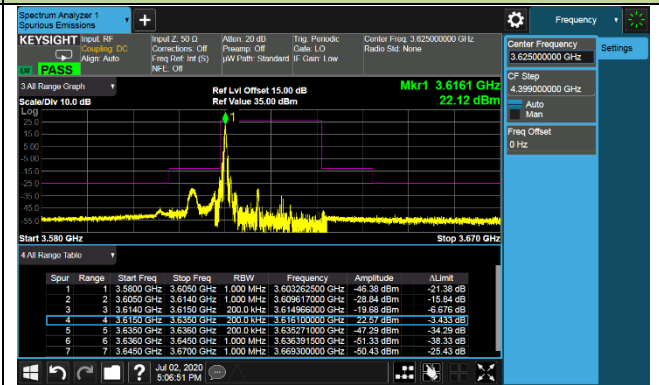 Spectrum Analyzer 1
Spurious Emissions
Frequency
KEYSIGHT
Input: RF
Coupling: DC
Align: Auto
Input Z: 50 Ω
Corrections: Off
Freq Ref: Int (S)
NFE: Off
Atten: 20 dB
Preamp: Off
µW Path: Standard
Trig: Periodic
Gate: LO
IF Gain: Low
Center Freq: 3.625000000 GHz
Radio Std: None
PASS
Center Frequency
3.625000000 GHz
Settings
CF Step
4.399000000 GHz
Auto
Man
Freq Offset
0 Hz
3 All Range Graph
Scale/Div 10.0 dB
Ref Lvl Offset 15.00 dB
Ref Value 35.00 dBm
Mkr1 3.6161 GHz
22.12 dBm
Log
1
25.0
15.0
5.00
-5.00
-15.0
-25.0
-35.0
-45.0
-55.0
Start 3.580 GHz
Stop 3.670 GHz
4 All Range Table
Spur Range Start Freq Stop Freq RBW Frequency Amplitude ΔLimit
1 1 3.5800 GHz 3.6050 GHz 1.000 MHz 3.603262500 GHz -46.38 dBm -21.38 dB
2 2 3.6050 GHz 3.6140 GHz 1.000 MHz 3.609617000 GHz -28.84 dBm -15.84 dB
3 3 3.6140 GHz 3.6150 GHz 200.0 kHz 3.614966000 GHz -19.68 dBm -6.676 dB
4 4 3.6150 GHz 3.6350 GHz 200.0 kHz 3.616100000 GHz 22.57 dBm -3.433 dB
5 5 3.6350 GHz 3.6360 GHz 200.0 kHz 3.635271000 GHz -47.29 dBm -34.29 dB
6 6 3.6360 GHz 3.6450 GHz 1.000 MHz 3.636391500 GHz -51.33 dBm -38.33 dB
7 7 3.6450 GHz 3.6700 GHz 1.000 MHz 3.669300000 GHz -50.43 dBm -25.43 dB
Jul 02, 2020
5:06:51 PM